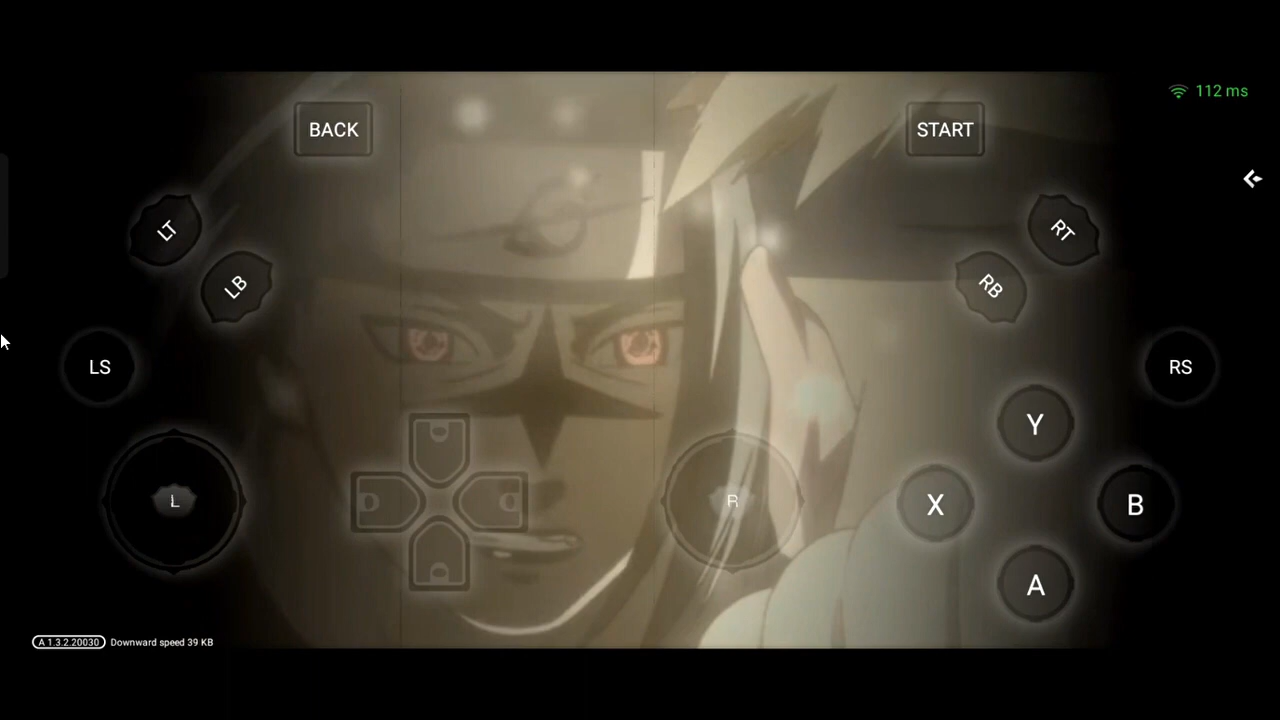 112 ms
BACK
START
LT
RT
LB
RB
LS
RS
Y
L
R
X
B
A
A 1.3.2.20030 Downward speed 39 KB